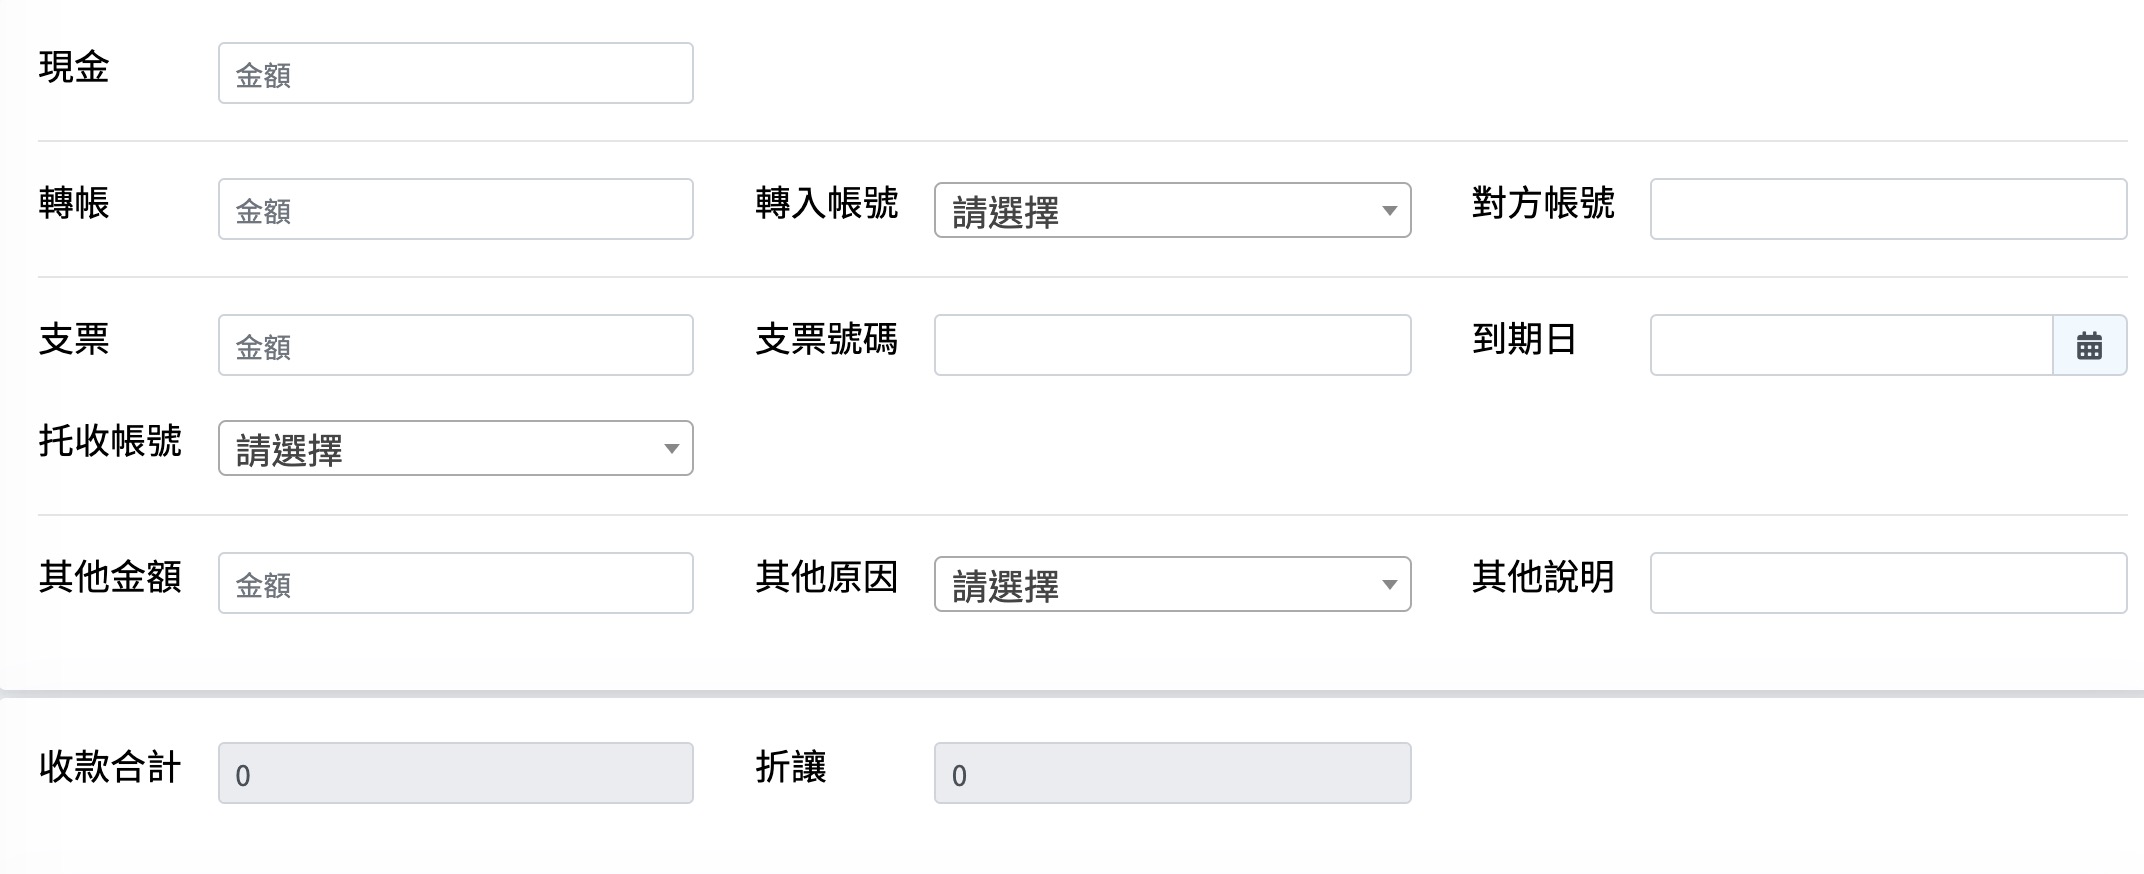 現金 金額
轉帳 金額 轉入帳號 請選擇 對方帳號
支票 金額 支票號碼 到期日
托收帳號 請選擇
其他金額 金額 其他原因 請選擇 其他說明
收款合計 0 折讓 0